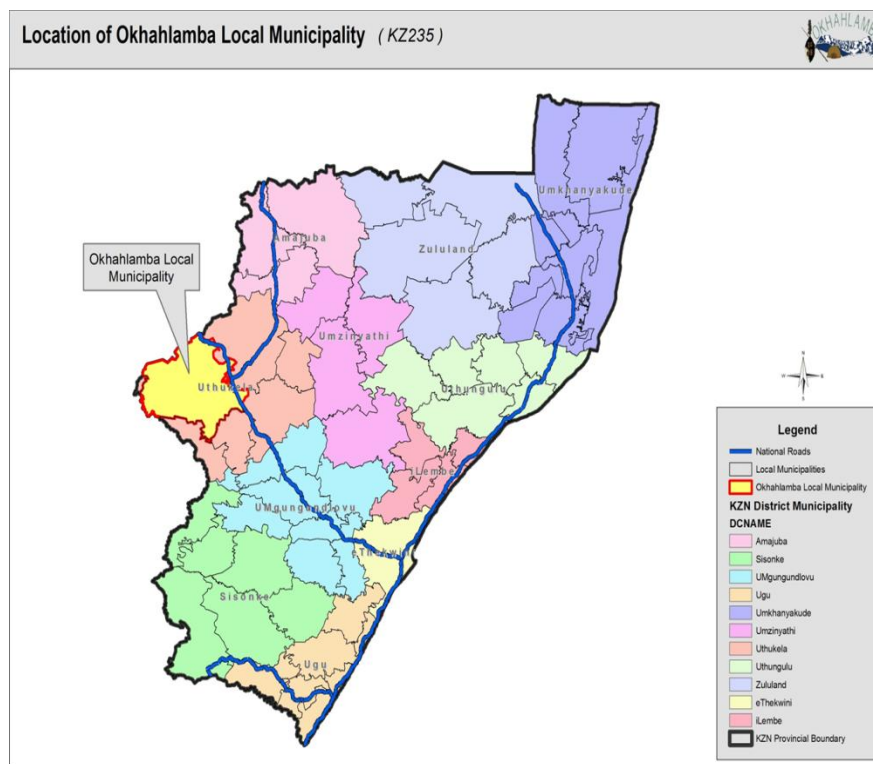 Location of Okhahlamba Local Municipality ( KZ235 )
OKHAHLAMB
Umkhanyakude
Amajuba
Zululand
Okhahlamba Local
Municipality
Umzinyathi
Uthukela
Uthungulu
N
W E
S
iLembe
UMgungundlovu
eThekwini
Sisonke
Ugu
Legend
National Roads
Local Municipalities
Okhahlamba Local Municipality
KZN District Municipality
DCNAME
Amajuba
Sisonke
UMgungundlovu
Ugu
Umkhanyakude
Umzinyathi
Uthukela
Uthungulu
Zululand
eThekwini
iLembe
KZN Provincial Boundary